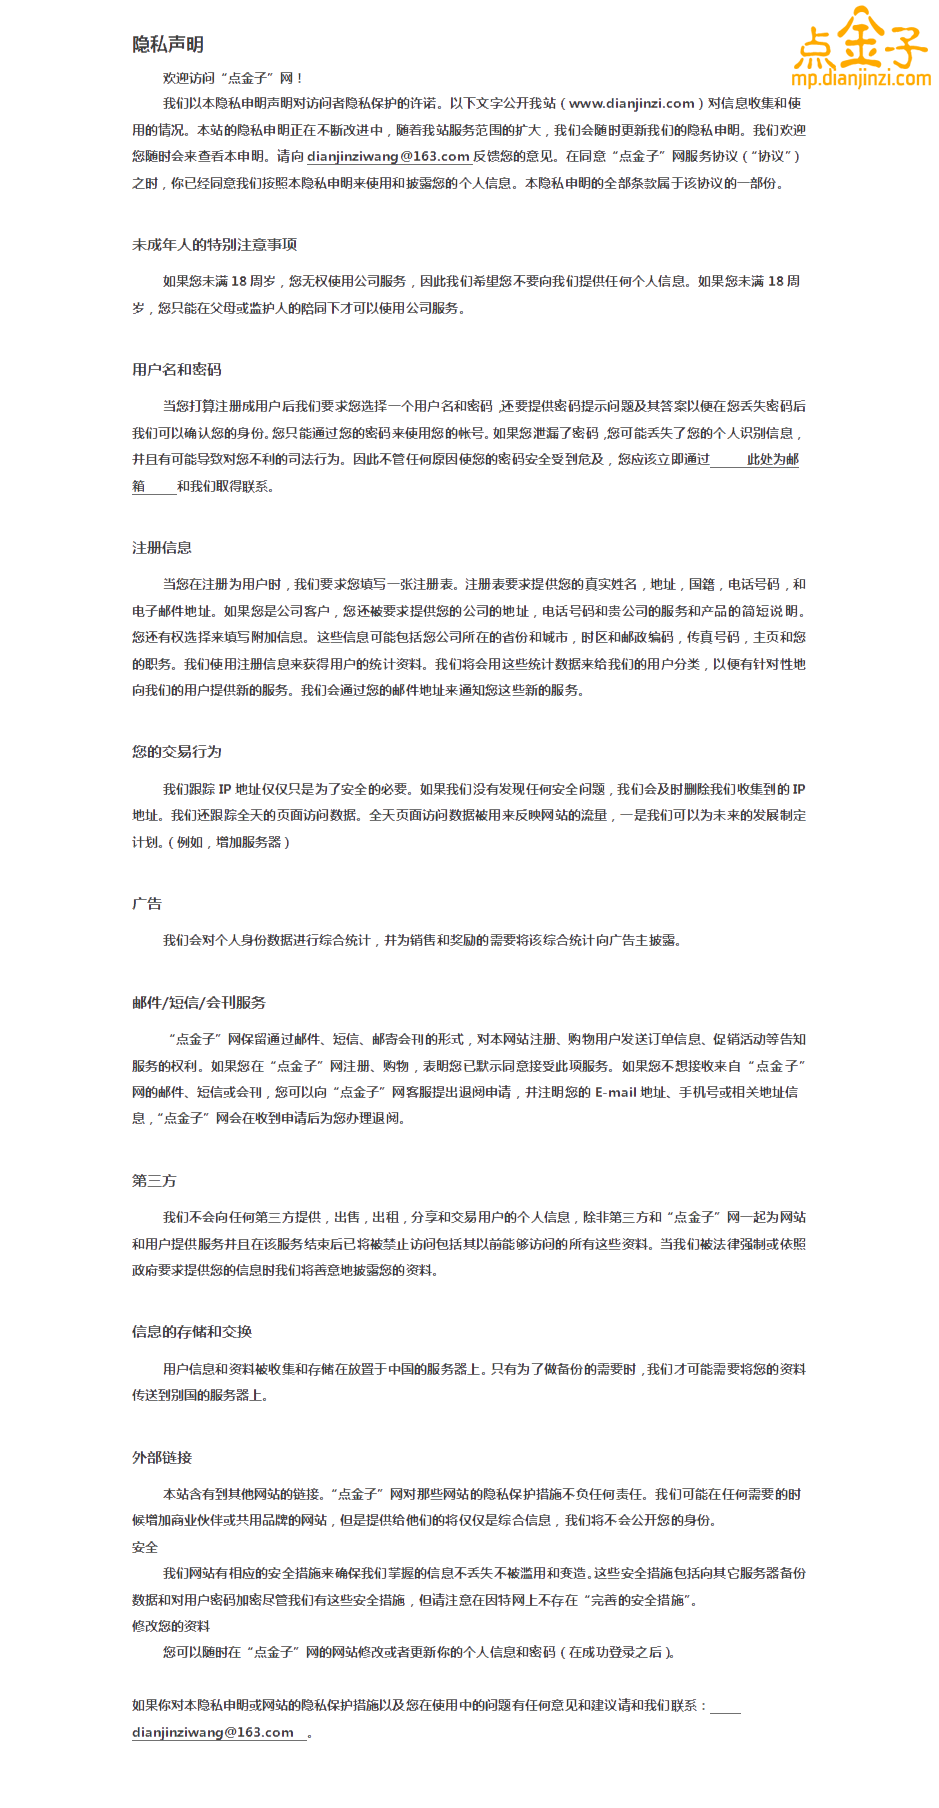 点金子
mp.dianjinzi.com
隐私声明
欢迎访问“点金子”网！
我们以本隐私申明声明对访问者隐私保护的许诺。以下文字公开我站（www.dianjinzi.com）对信息收集和使
用的情况。本站的隐私申明正在不断改进中，随着我站服务范围的扩大，我们会随时更新我们的隐私申明。我们欢迎
您随时会来查看本申明。请向 dianjinziwang@163.com 反馈您的意见。在同意“点金子”网服务协议（“协议”）
之时，你已经同意我们按照本隐私申明来使用和披露您的个人信息。本隐私申明的全部条款属于该协议的一部份。
未成年人的特别注意事项
如果您未满 18 周岁，您无权使用公司服务，因此我们希望您不要向我们提供任何个人信息。如果您未满 18 周
岁，您只能在父母或监护人的陪同下才可以使用公司服务。
用户名和密码
当您打算注册成用户后我们要求您选择一个用户名和密码，还要提供密码提示问题及其答案以便在您丢失密码后
我们可以确认您的身份。您只能通过您的密码来使用您的帐号。如果您泄漏了密码，您可能丢失了您的个人识别信息，
并且有可能导致对您不利的司法行为。因此不管任何原因使您的密码安全受到危及，您应该立即通过____此处为邮
箱____和我们取得联系。
注册信息
当您在注册为用户时，我们要求您填写一张注册表。注册表要求提供您的真实姓名，地址，国籍，电话号码，和
电子邮件地址。如果您是公司客户，您还被要求提供您的公司的地址，电话号码和贵公司的服务和产品的简短说明。
您还有权选择来填写附加信息。这些信息可能包括您公司所在的省份和城市，时区和邮政编码，传真号码，主页和您
的职务。我们使用注册信息来获得用户的统计资料。我们将会用这些统计数据来给我们的用户分类，以便有针对性地
向我们的用户提供新的服务。我们会通过您的邮件地址来通知您这些新的服务。
您的交易行为
我们跟踪 IP 地址仅仅只是为了安全的必要。如果我们没有发现任何安全问题，我们会及时删除我们收集到的 IP
地址。我们还跟踪全天的页面访问数据。全天页面访问数据被用来反映网站的流量，一是我们可以为未来的发展制定
计划。（例如，增加服务器）
广告
我们会对个人身份数据进行综合统计，并为销售和奖励的需要将该综合统计向广告主披露。
邮件/短信/会刊服务
“点金子”网保留通过邮件、短信、邮寄会刊的形式，对本网站注册、购物用户发送订单信息、促销活动等告知
服务的权利。如果您在“点金子”网注册、购物，表明您已默示同意接受此项服务。如果您不想接收来自“点金子”
网的邮件、短信或会刊，您可以向“点金子”网客服提出退阅申请，并注明您的 E-mail 地址、手机号或相关地址信
息，“点金子”网会在收到申请后为您办理退阅。
第三方
我们不会向任何第三方提供，出售，出租，分享和交易用户的个人信息，除非第三方和“点金子”网一起为网站
和用户提供服务并且在该服务结束后已将被禁止访问包括其以前能够访问的所有这些资料。当我们被法律强制或依照
政府要求提供您的信息时我们将善意地披露您的资料。
信息的存储和交换
用户信息和资料被收集和存储在放置于中国的服务器上。只有为了做备份的需要时，我们才可能需要将您的资料
传送到别国的服务器上。
外部链接
本站含有到其他网站的链接。“点金子”网对那些网站的隐私保护措施不负任何责任。我们可能在任何需要的时
候增加商业伙伴或共用品牌的网站，但是提供给他们的将仅仅是综合信息，我们将不会公开您的身份。
安全
我们网站有相应的安全措施来确保我们掌握的信息不丢失不被滥用和变造。这些安全措施包括向其它服务器备份
数据和对用户密码加密尽管我们有这些安全措施，但请注意在因特网上不存在“完善的安全措施”。
修改您的资料
您可以随时在“点金子”网的网站修改或者更新你的个人信息和密码（在成功登录之后）。
如果你对本隐私申明或网站的隐私保护措施以及您在使用中的问题有任何意见和建议请和我们联系：____
dianjinziwang@163.com 。